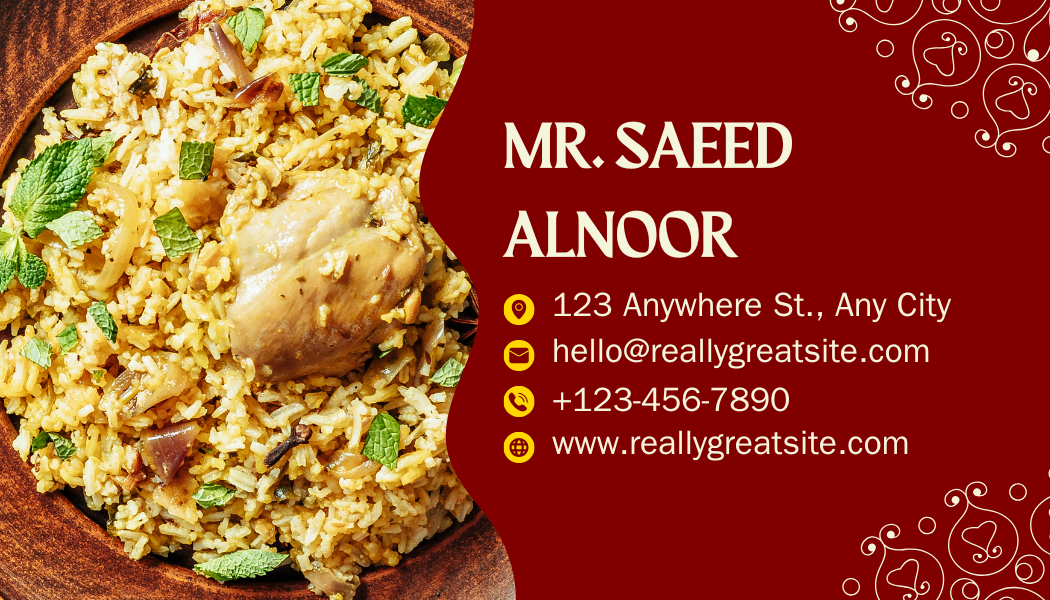 MR. SAEED
ALNOOR
123 Anywhere St., Any City
hello@reallygreatsite.com
+123-456-7890
www.reallygreatsite.com